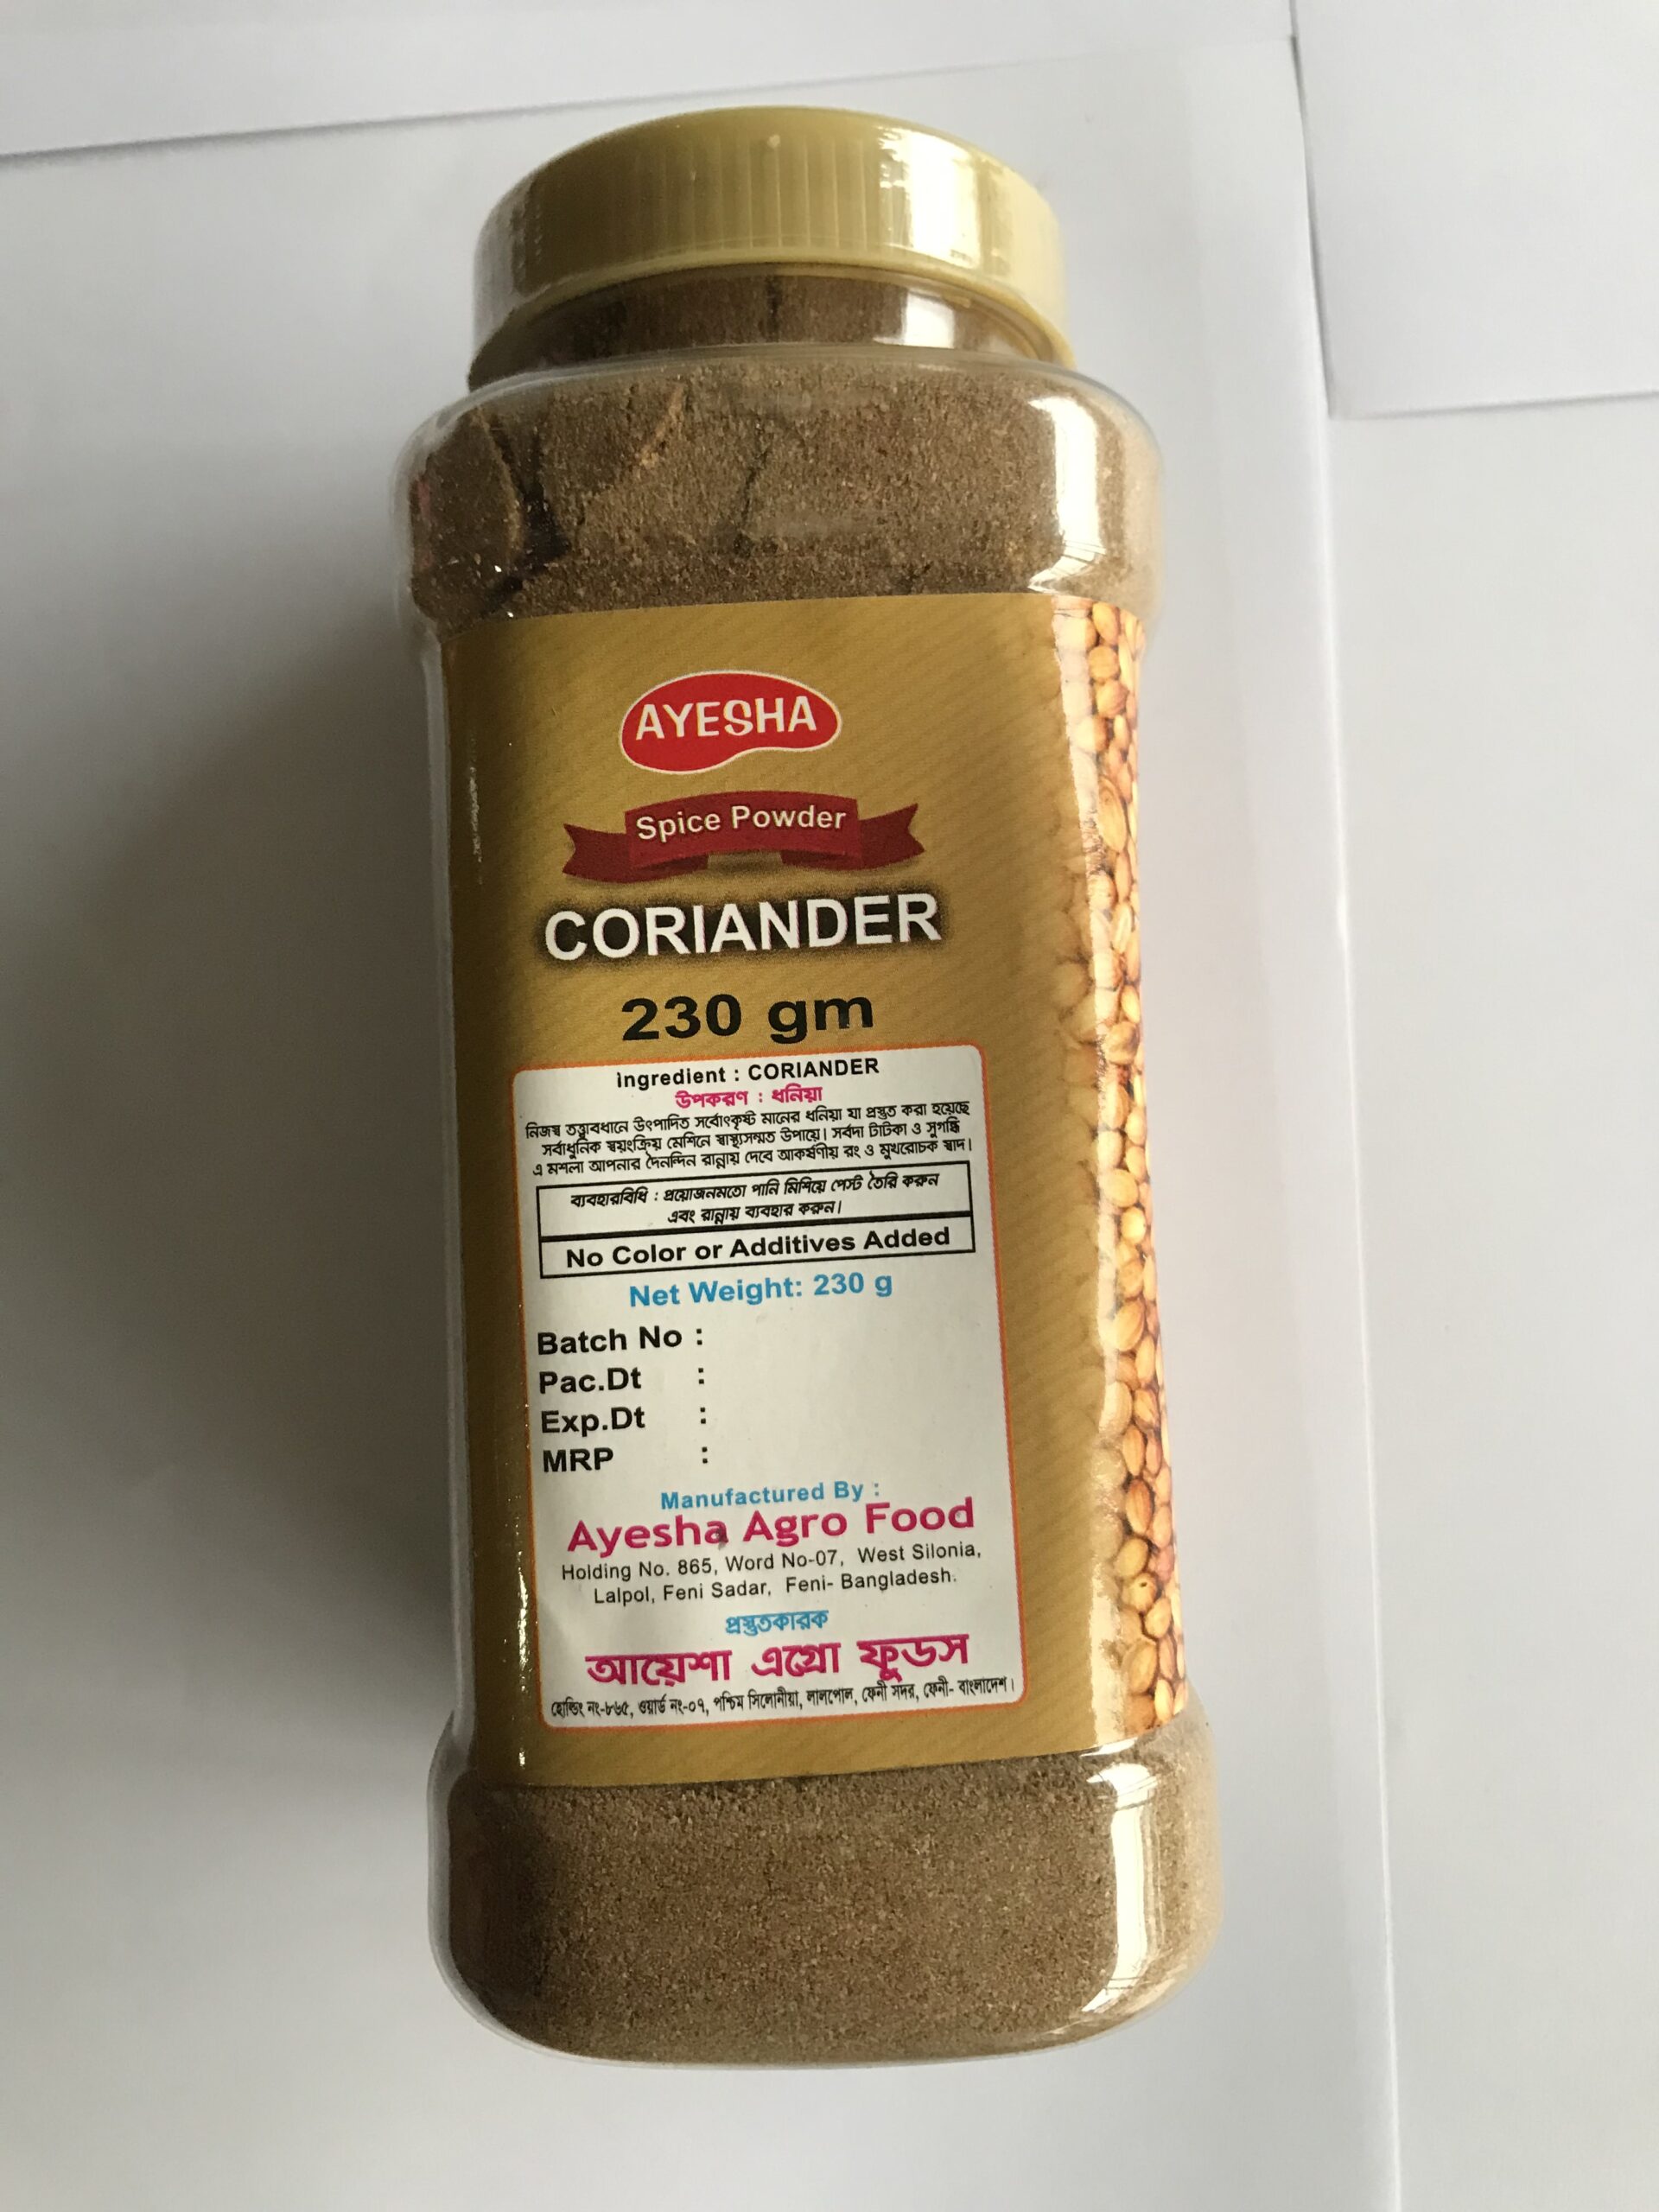 AYESHA
Spice Powder
CORIANDER
230 gm
Ingredient : CORIANDER
উপকরণ : ধনিয়া
নিজস্ব তত্ত্বাবধানে উৎপাদিত সর্বোৎকৃষ্ট মানের ধনিয়া যা প্রস্তুত করা হয়েছে
সর্বাধুনিক স্বয়ংক্রিয় মেশিনে স্বাস্থ্যসম্মত উপায়ে। সর্বদা টাটকা ও সুগন্ধি
এ মশলা আপনার দৈনন্দিন রান্নায় দেবে আকর্ষণীয় রং ও মুখরোচক স্বাদ।
ব্যবহারবিধি : প্রয়োজনমতো পানি মিশিয়ে পেস্ট তৈরি করুন
এবং রান্নায় ব্যবহার করুন।
No Color or Additives Added
Net Weight: 230 g
Batch No :
Pac.Dt :
Exp.Dt :
MRP :
Manufactured By :
Ayesha Agro Food
Holding No. 865, Word No-07, West Silonia,
Lalpol, Feni Sadar, Feni- Bangladesh.
প্রস্তুতকারক
আয়েশা এগ্রো ফুডস
হোল্ডিং নং-৮৬৫, ওয়ার্ড নং-০৭, পশ্চিম সিলোনীয়া, লালপোল, ফেনী সদর, ফেনী- বাংলাদেশ।